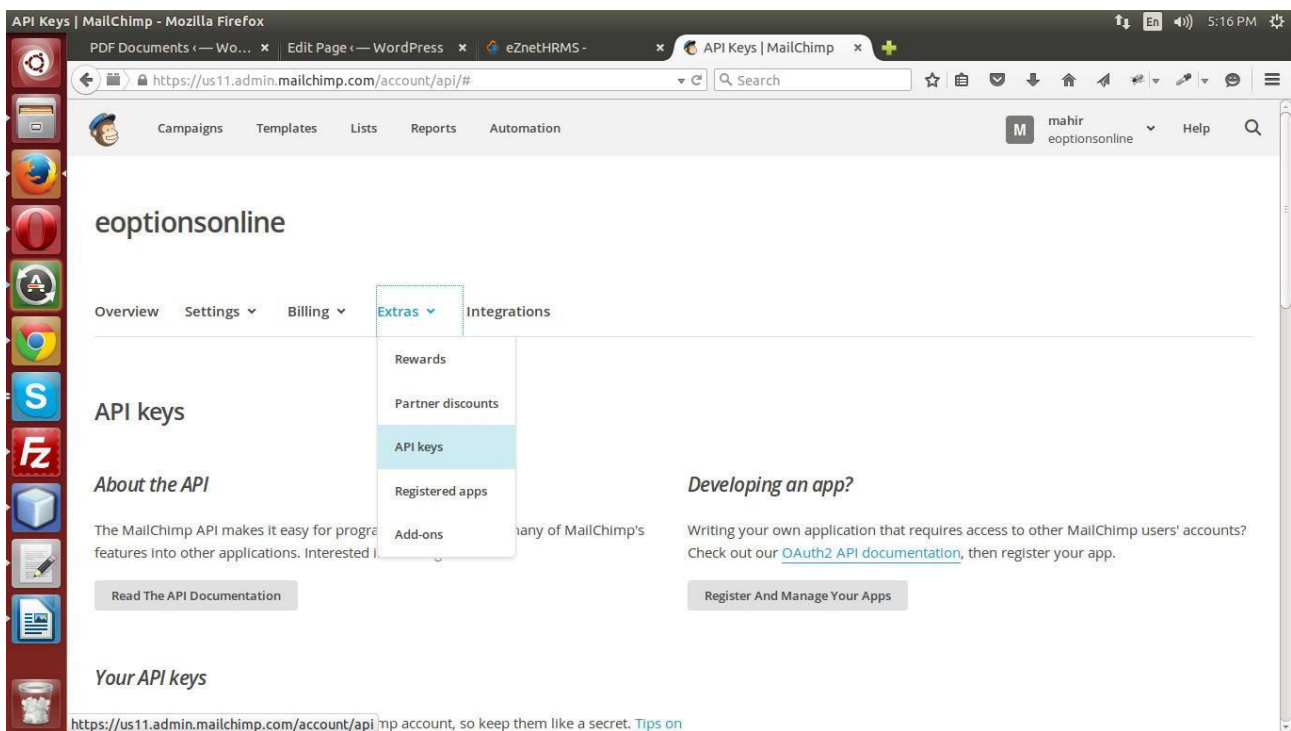 API Keys | MailChimp - Mozilla Firefox
En 5:16 PM
PDF Documents ‹ — Wo... × Edit Page ‹ — WordPress × eZnetHRMS - × API Keys | MailChimp ×
https://us11.admin.mailchimp.com/account/api/# Search
Campaigns Templates Lists Reports Automation M mahir Help
eoptionsonline
eoptionsonline
Overview Settings Billing Extras Integrations
Rewards
Partner discounts
API keys
API keys
Registered apps
Add-ons
About the API
The MailChimp API makes it easy for many of MailChimp's
features into other applications. Interested
Read The API Documentation
Developing an app?
Writing your own application that requires access to other MailChimp users' accounts?
Check out our OAuth2 API documentation, then register your app.
Register And Manage Your Apps
Your API keys
https://us11.admin.mailchimp.com/account/api mp account, so keep them like a secret. Tips on